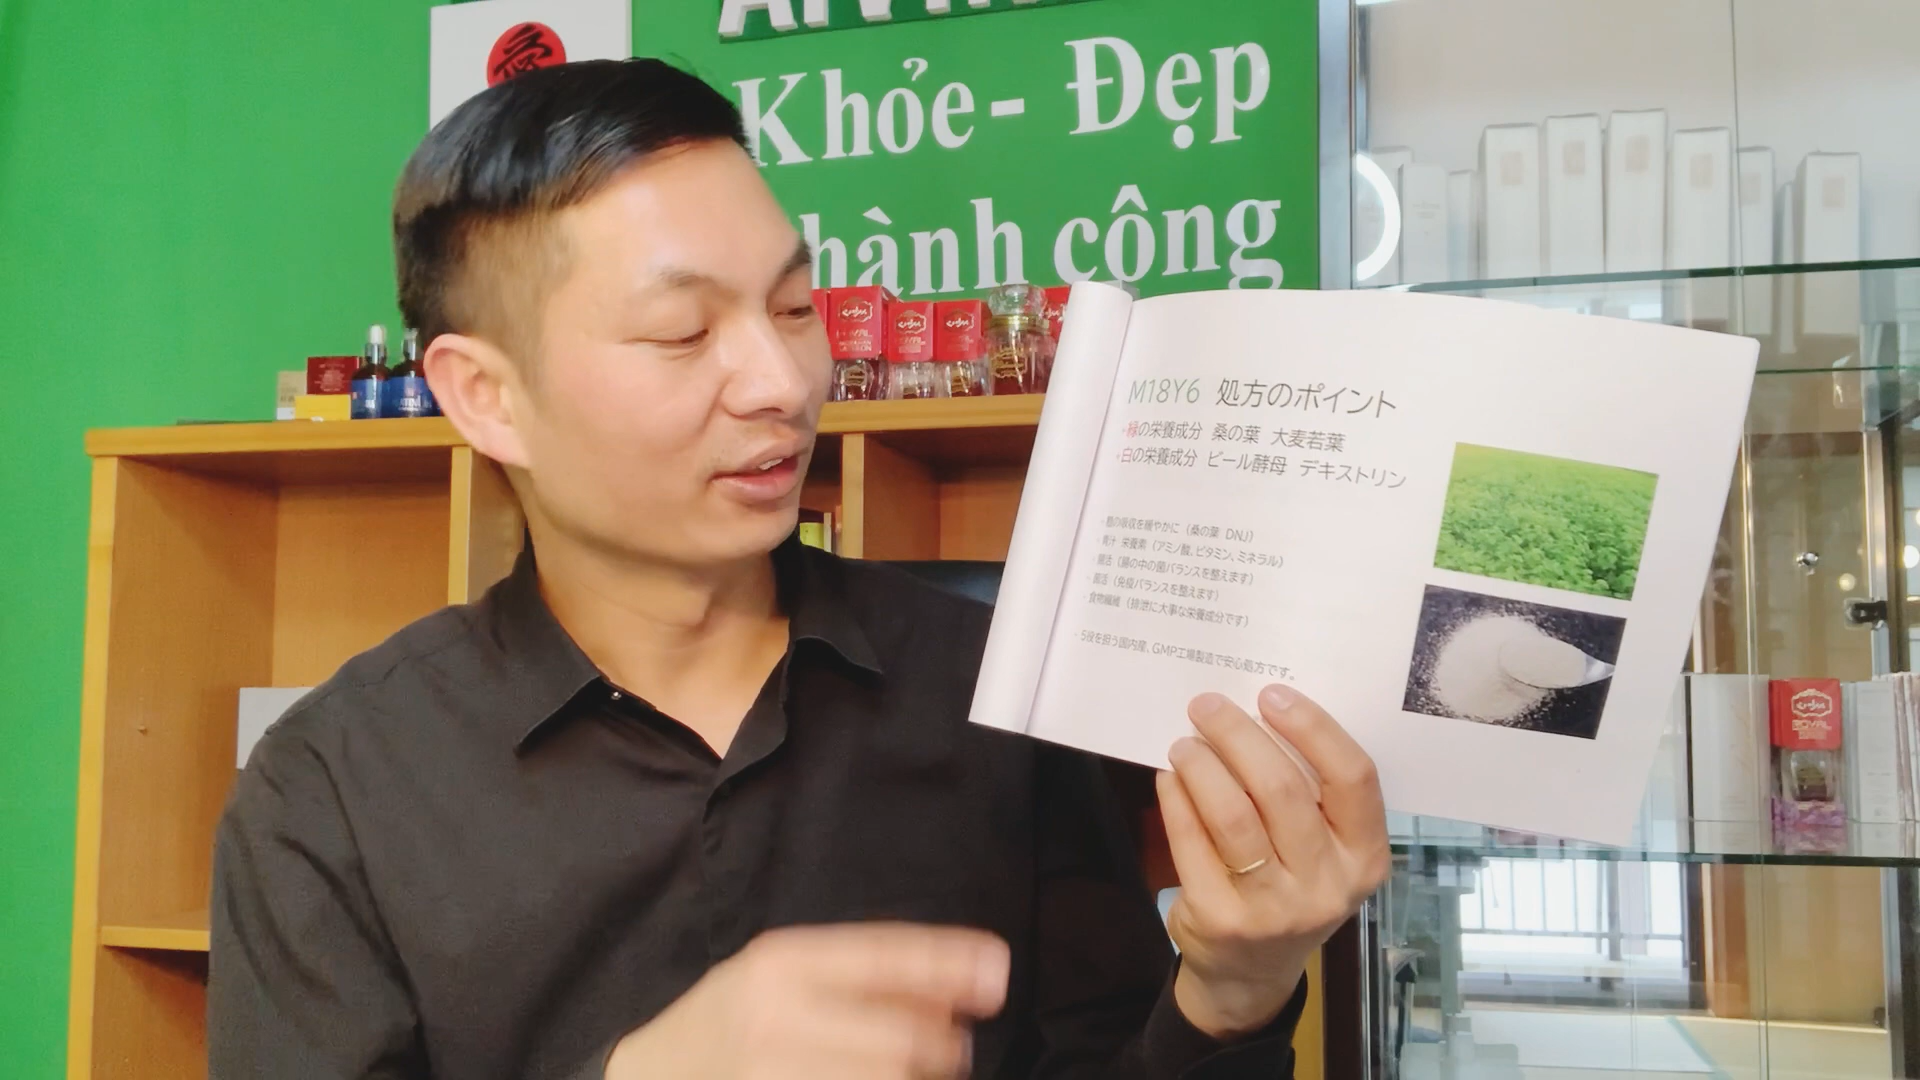 Khỏe - Đẹp
hành công
M18Y6 処方のポイント
・緑の栄養成分 桑の葉 大麦若葉
・白の栄養成分 ビール酵母 デキストリン
・糖の吸収を緩やかに（桑の葉 DNJ）
・青汁 栄養素（アミノ酸、ビタミン、ミネラル）
・腸活（腸の中の菌バランスを整えます）
・菌活（免疫バランスを整えます）
・食物繊維（排泄に大事な栄養成分です）
・5役を担う国内産、GMP工場製造で安心処方です。
ROYAL